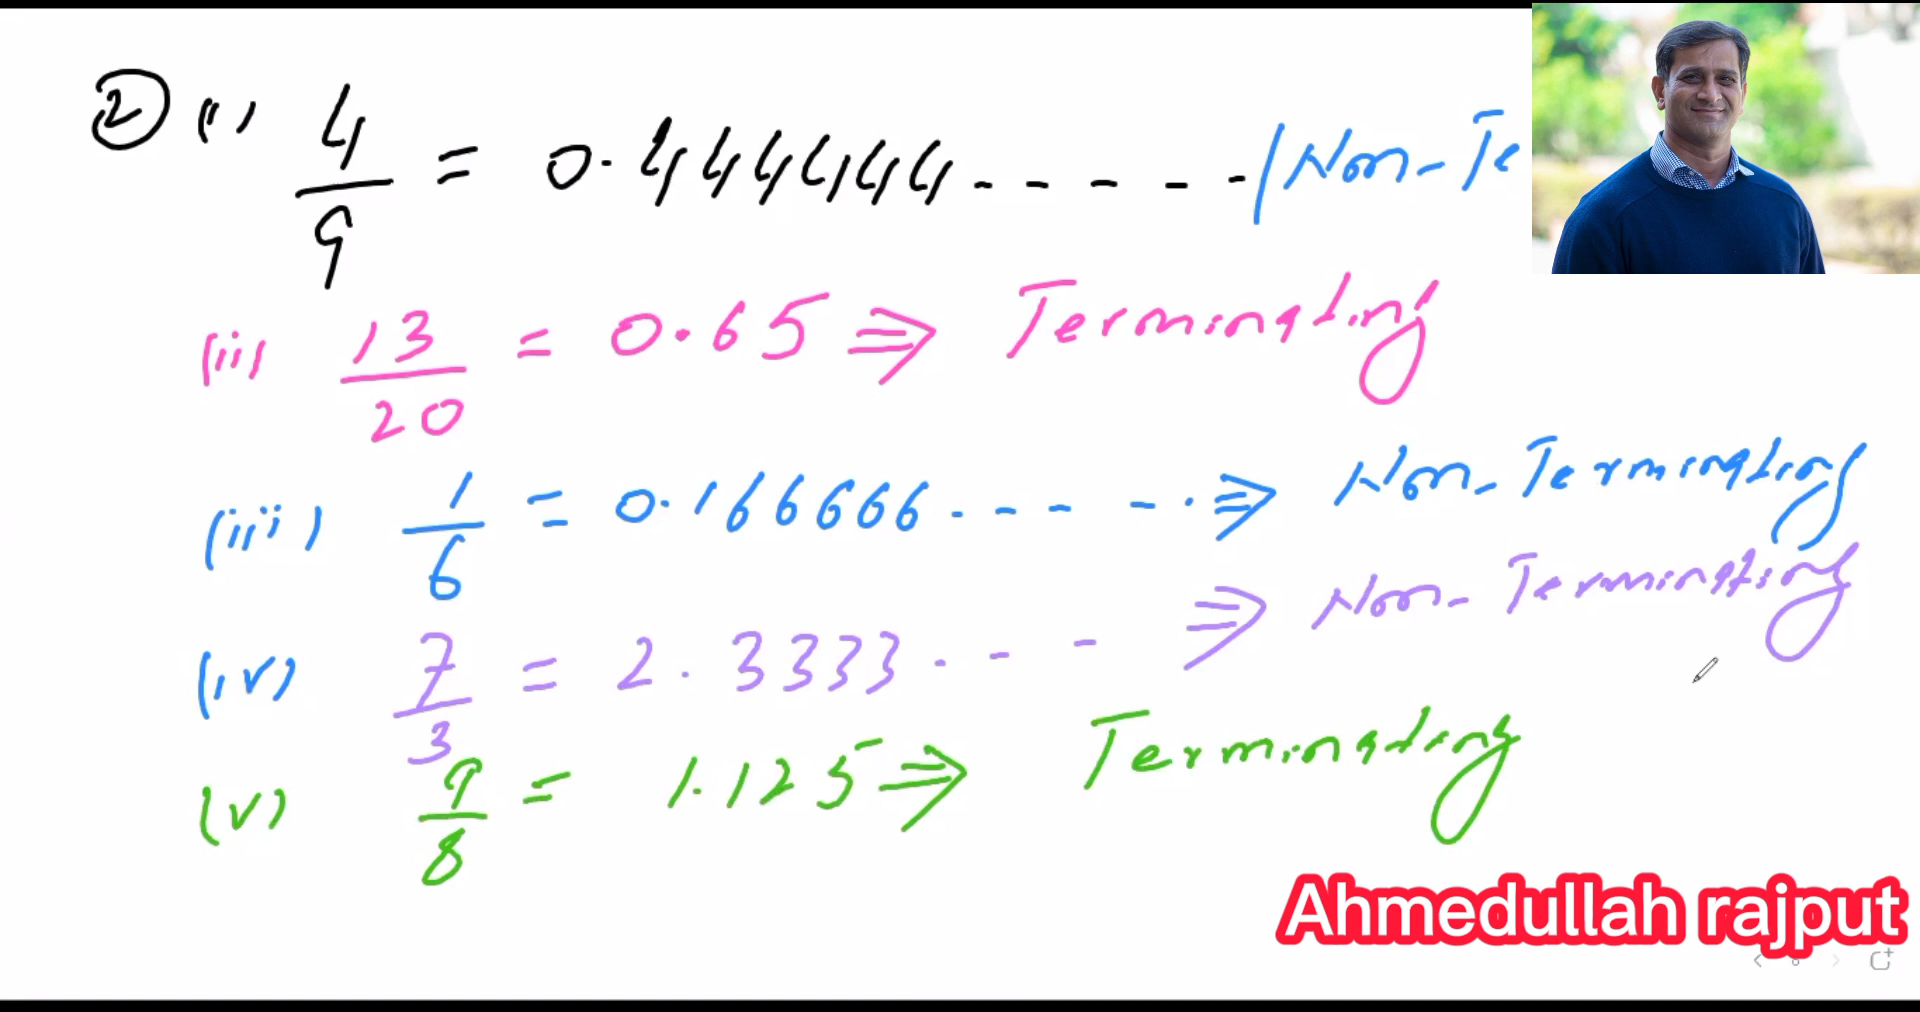 ② (i) 4/9 = 0.444444 - - - - - (Non-Te
(ii) 13/20 = 0.65 ⇒ Terminating
(iii) 1/6 = 0.166666 - - - - . ⇒ Non-Terminating
(iv) 7/3 = 2.3333 . - - ⇒ Non-Terminating
(v) 9/8 = 1.125 ⇒ Terminating
Ahmedullah rajput
8